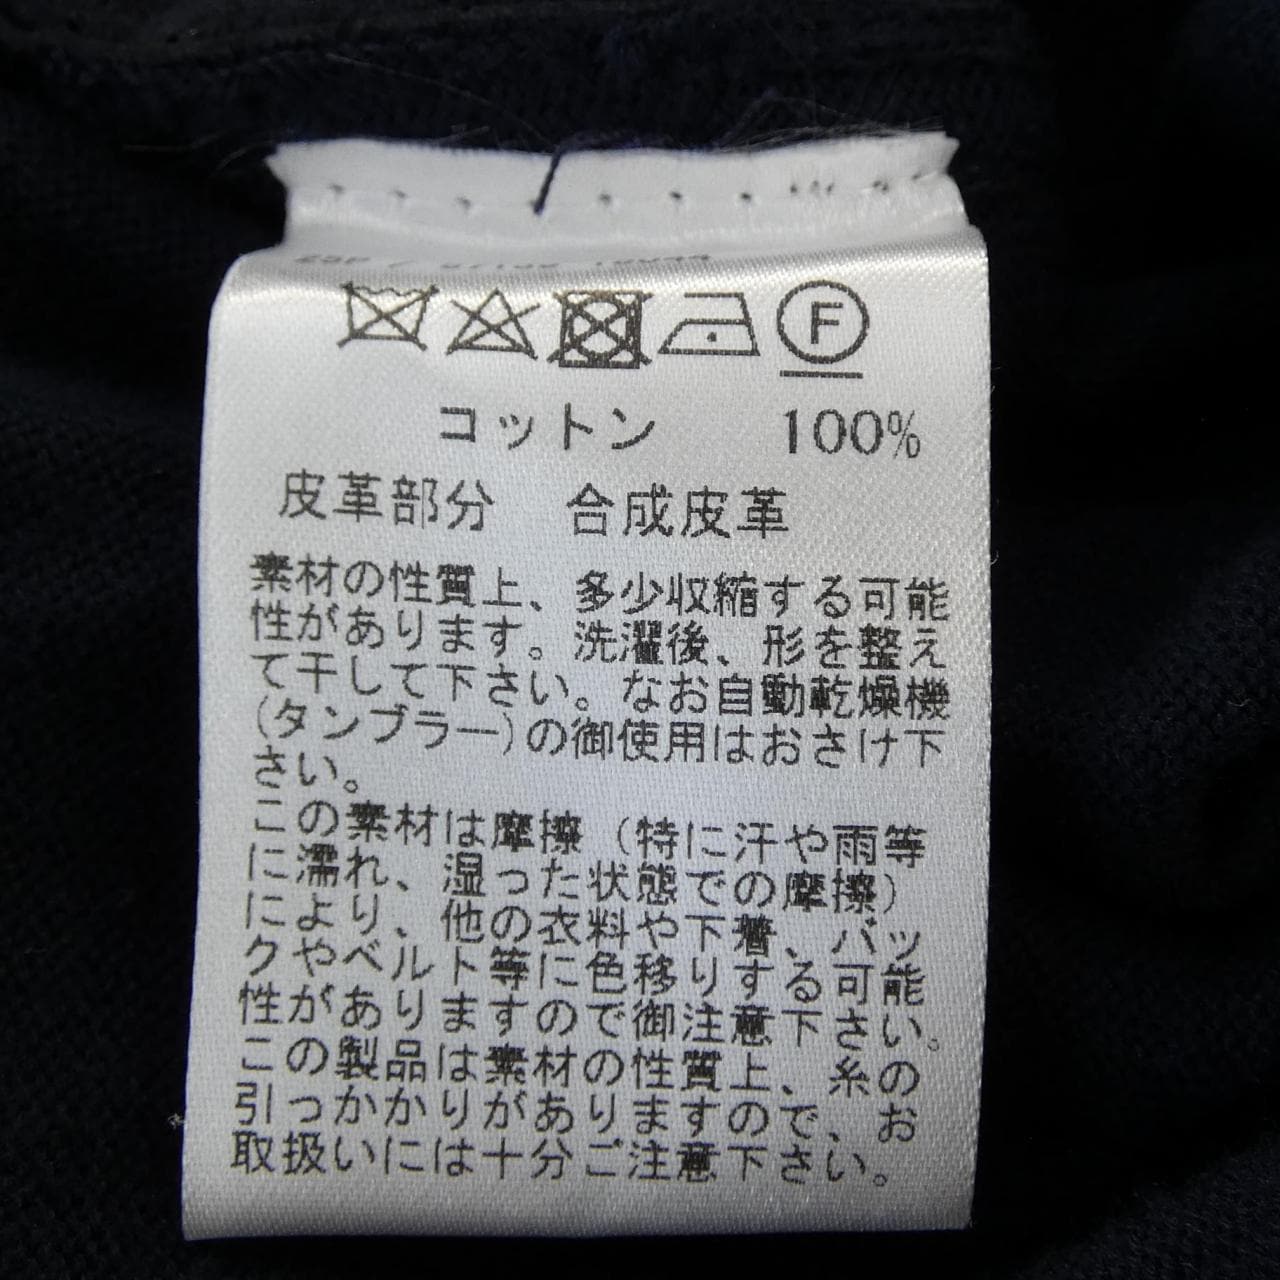 F
コットン 100%
皮革部分 合成皮革
素材の性質上、多少収縮する可能
性があります。洗濯後、形を整え
て干して下さい。なお自動乾燥機
(タンブラー)の御使用はおさけ下
さい。
この素材は摩擦(特に汗や雨等
に濡れ、湿った状態での摩擦)
により、他の衣料や下着、バッ
クやベルト等に色移りする可能
性がありますので御注意下さい。
この製品は素材の性質上、糸の
引っかかりがありますので、お
取扱いには十分ご注意下さい。